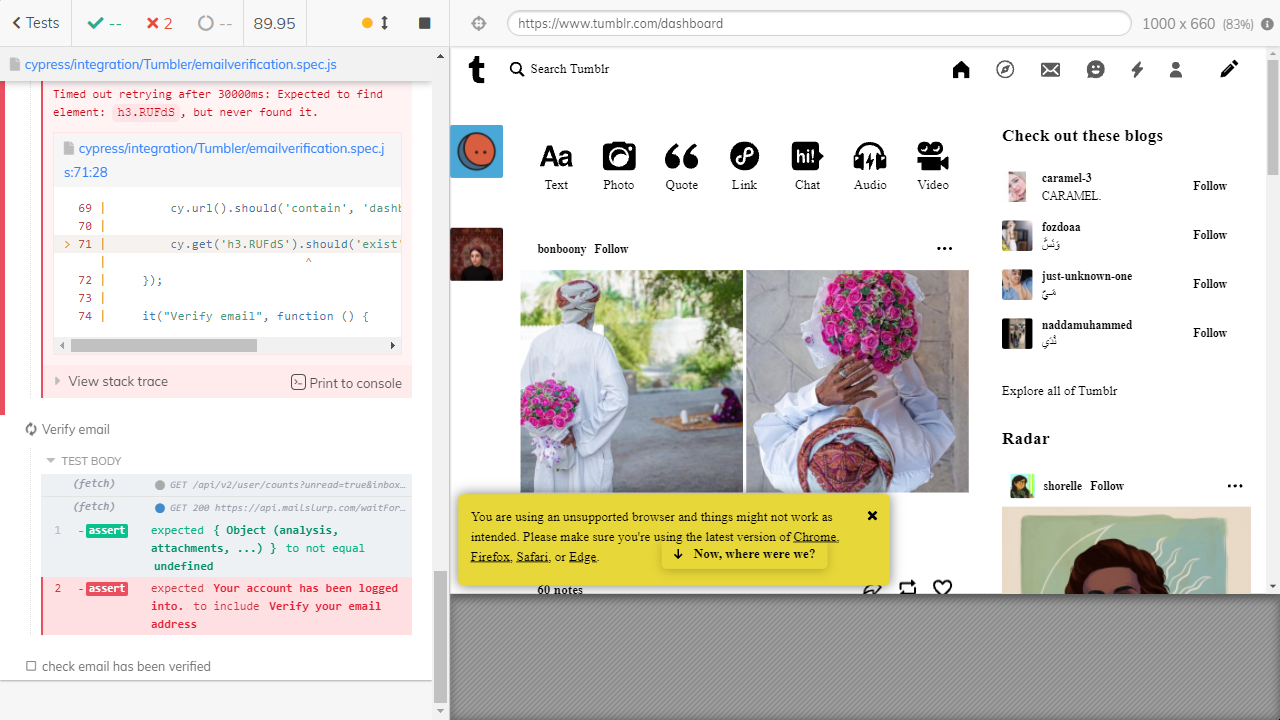 Tests
--
2
--
89.95
https://www.tumblr.com/dashboard
1000 x 660 (83%)
cypress/integration/Tumbler/emailverification.spec.js
Timed out retrying after 30000ms: Expected to find
element: h3.RUFdS, but never found it.
cypress/integration/Tumbler/emailverification.spec.j
s:71:28
69 | cy.url().should('contain', 'dashb
70 |
> 71 | cy.get('h3.RUFdS').should('exist'
| ^
72 | });
73 |
74 | it("Verify email", function () {
View stack trace
Print to console
Verify email
TEST BODY
(fetch) GET /api/v2/user/counts?unread=true&inbox…
(fetch) GET 200 https://api.mailslurp.com/waitFor…
1 -assert expected { Object (analysis,
attachments, ...) } to not equal
undefined
2 -assert expected Your account has been logged
into. to include Verify your email
address
check email has been verified
t
Search Tumblr
Aa
hi!
Text
Photo
Quote
Link
Chat
Audio
Video
bonboony Follow
You are using an unsupported browser and things might not work as
intended. Please make sure you're using the latest version of Chrome,
Firefox, Safari, or Edge.
Now, where were we?
60 notes
Check out these blogs
caramel-3
CARAMEL.
Follow
fozdoaa
Follow
just-unknown-one
Follow
naddamuhammed
Follow
Explore all of Tumblr
Radar
shorelle Follow